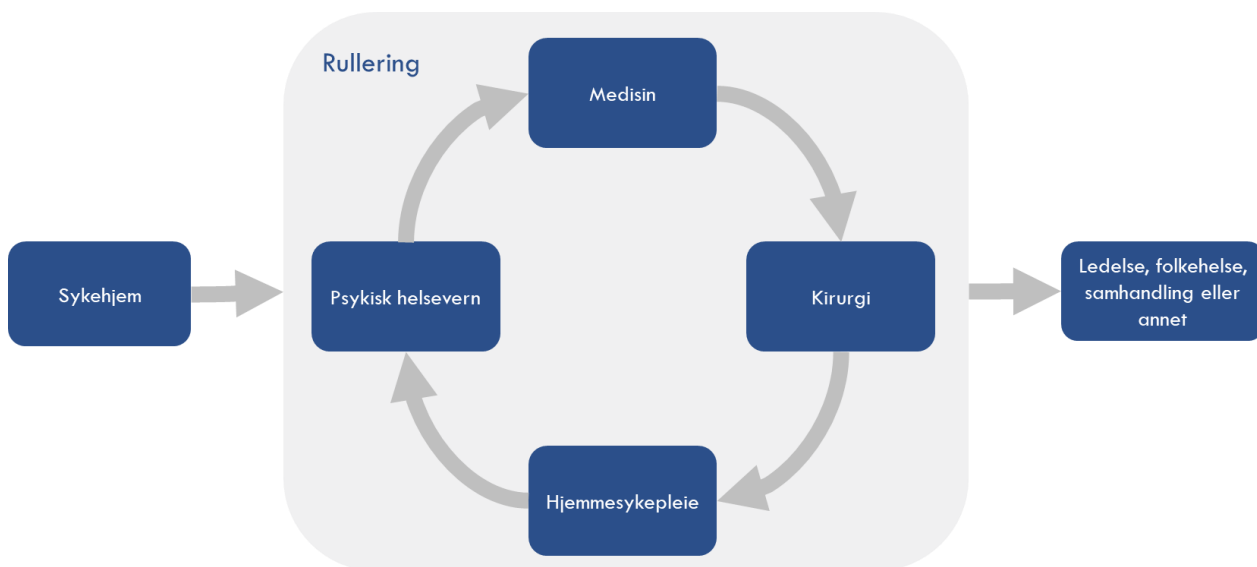 Rullering
Medisin
Sykehjem
Psykisk helsevern
Kirurgi
Ledelse, folkehelse,
samhandling eller
annet
Hjemmesykepleie